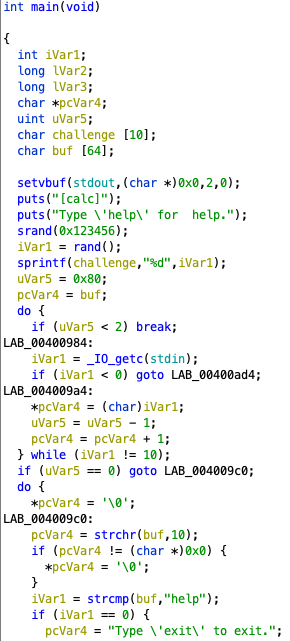 int main(void)
{
int iVar1;
long lVar2;
long lVar3;
char *pcVar4;
uint uVar5;
char challenge [10];
char buf [64];
setvbuf(stdout,(char *)0x0,2,0);
puts("[calc]");
puts("Type \'help\' for  help.");
srand(0x123456);
iVar1 = rand();
sprintf(challenge,"%d",iVar1);
uVar5 = 0x80;
pcVar4 = buf;
do {
if (uVar5 < 2) break;
LAB_00400984:
iVar1 = _IO_getc(stdin);
if (iVar1 < 0) goto LAB_00400ad4;
LAB_004009a4:
*pcVar4 = (char)iVar1;
uVar5 = uVar5 - 1;
pcVar4 = pcVar4 + 1;
} while (iVar1 != 10);
if (uVar5 == 0) goto LAB_004009c0;
do {
*pcVar4 = '\0';
LAB_004009c0:
pcVar4 = strchr(buf,10);
if (pcVar4 != (char *)0x0) {
*pcVar4 = '\0';
}
iVar1 = strcmp(buf,"help");
if (iVar1 == 0) {
pcVar4 = "Type \'exit\' to exit.";